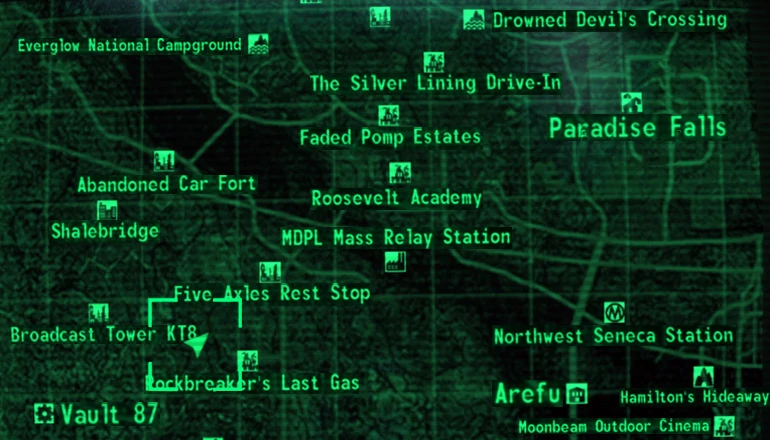 Drowned Devil's Crossing
Everglow National Campground
The Silver Lining Drive-In
Paradise Falls
Faded Pomp Estates
Abandoned Car Fort
Roosevelt Academy
Shalebridge
MDPL Mass Relay Station
Five Axles Rest Stop
Broadcast Tower KT8
Northwest Seneca Station
Rockbreaker's Last Gas
Arefu
Hamilton's Hideaway
Vault 87
Moonbeam Outdoor Cinema